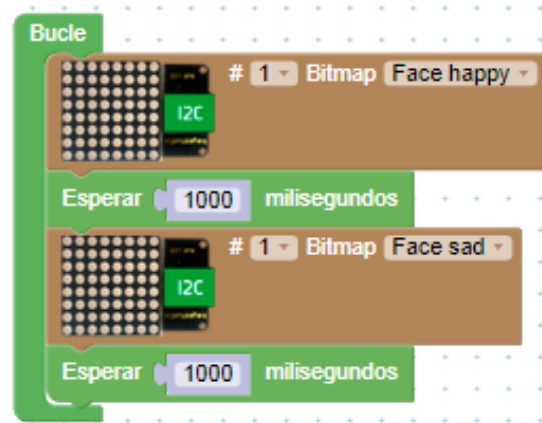 Bucle
# 1 Bitmap Face happy
I2C
Esperar 1000 milisegundos
# 1 Bitmap Face sad
I2C
Esperar 1000 milisegundos